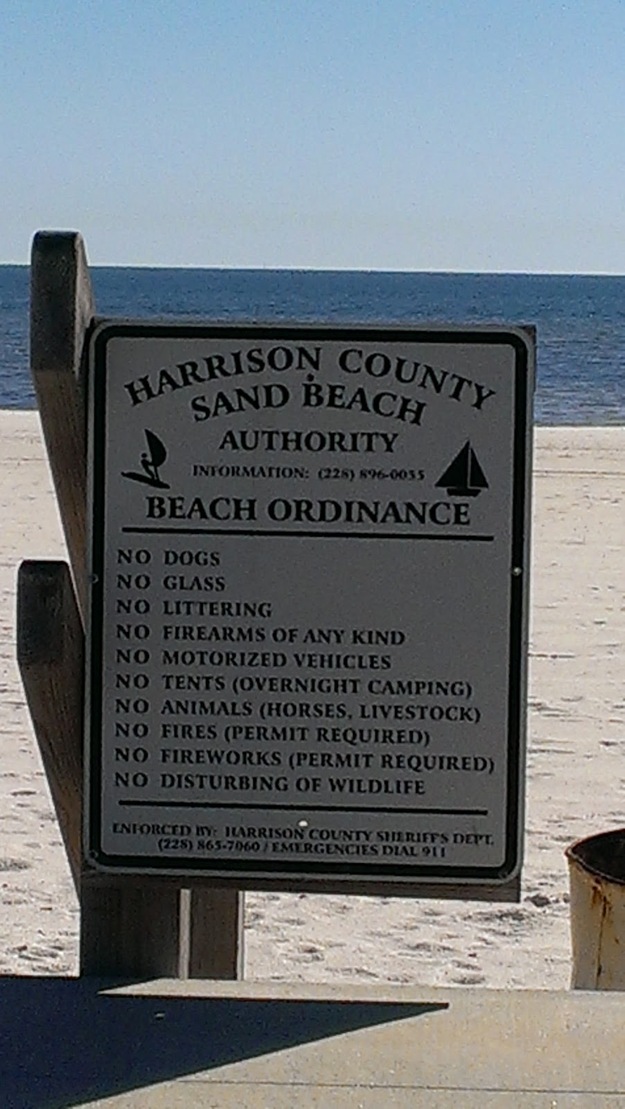 HARRISON COUNTY
SAND BEACH
AUTHORITY
INFORMATION: (228) 896-0055
BEACH ORDINANCE
NO DOGS
NO GLASS
NO LITTERING
NO FIREARMS OF ANY KIND
NO MOTORIZED VEHICLES
NO TENTS (OVERNIGHT CAMPING)
NO ANIMALS (HORSES, LIVESTOCK)
NO FIRES (PERMIT REQUIRED)
NO FIREWORKS (PERMIT REQUIRED)
NO DISTURBING OF WILDLIFE
ENFORCED BY: HARRISON COUNTY SHERIFF'S DEPT.
(228) 865-7060 / EMERGENCIES DIAL 911